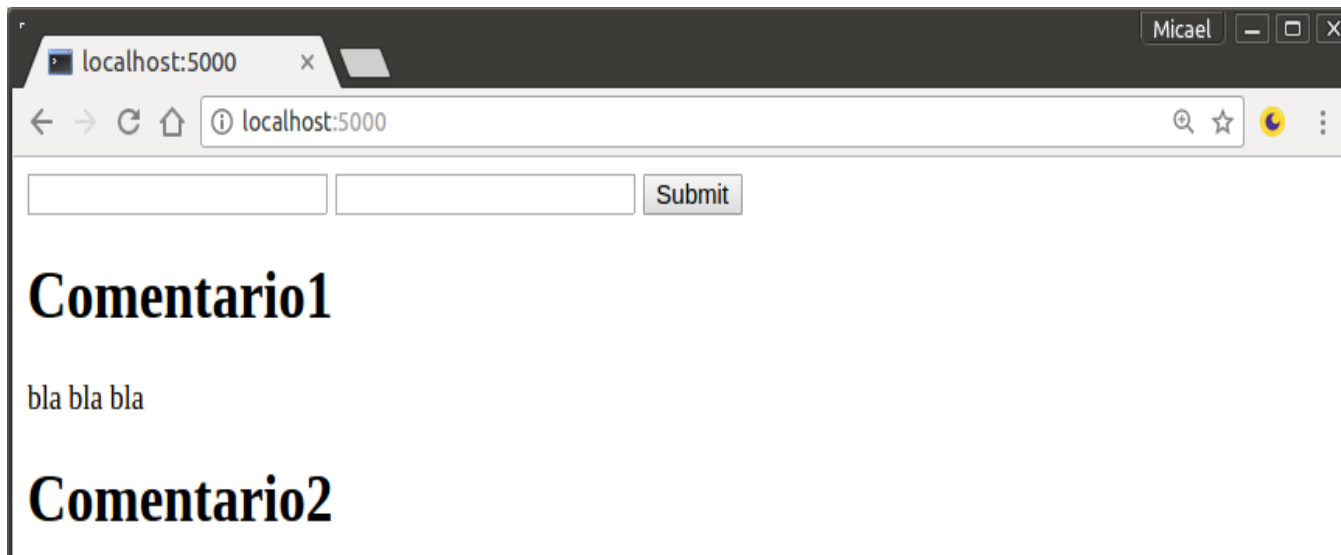 Micael
localhost:5000
localhost:5000
Submit
Comentario1
bla bla bla
Comentario2